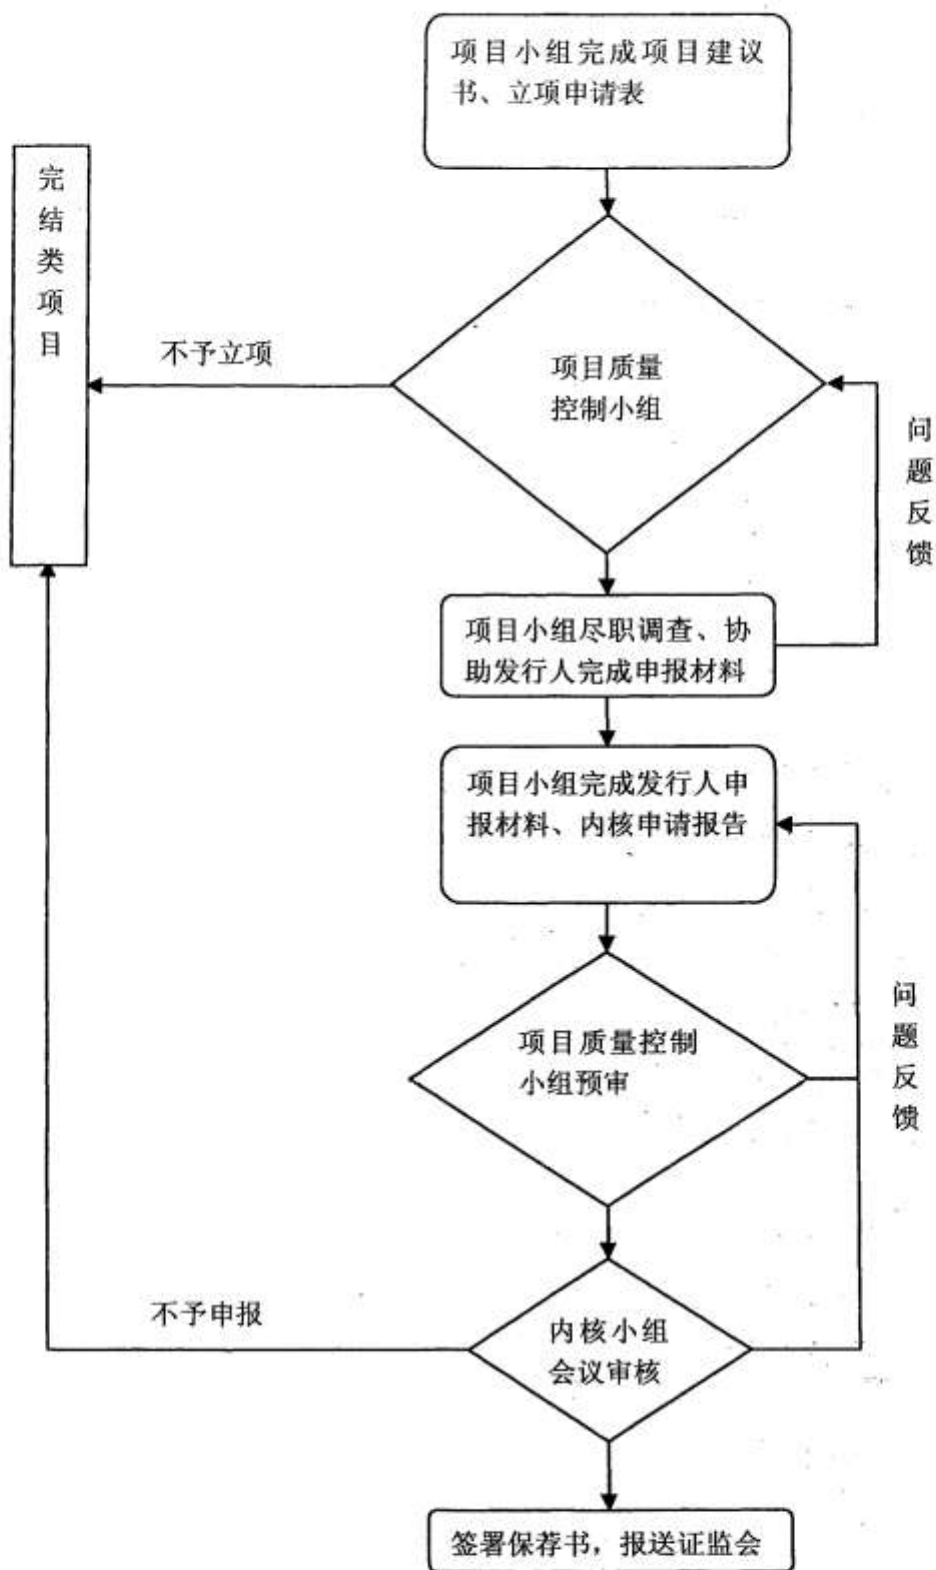 项目小组完成项目建议
书、立项申请表
完结类项目
不予立项
项目质量
控制小组
问题反馈
项目小组尽职调查、协
助发行人完成申报材料
项目小组完成发行人申
报材料、内核申请报告
项目质量控制
小组预审
问题反馈
不予申报
内核小组
会议审核
签署保荐书，报送证监会